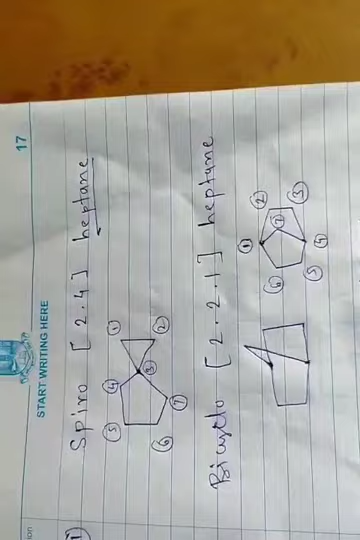 17
START WRITING HERE
Spiro [2.4] heptane
① ② ③ ④ ⑤ ⑥ ⑦
Bicyclo [2.2.1] heptane
① ② ③ ④ ⑤ ⑥ ⑦